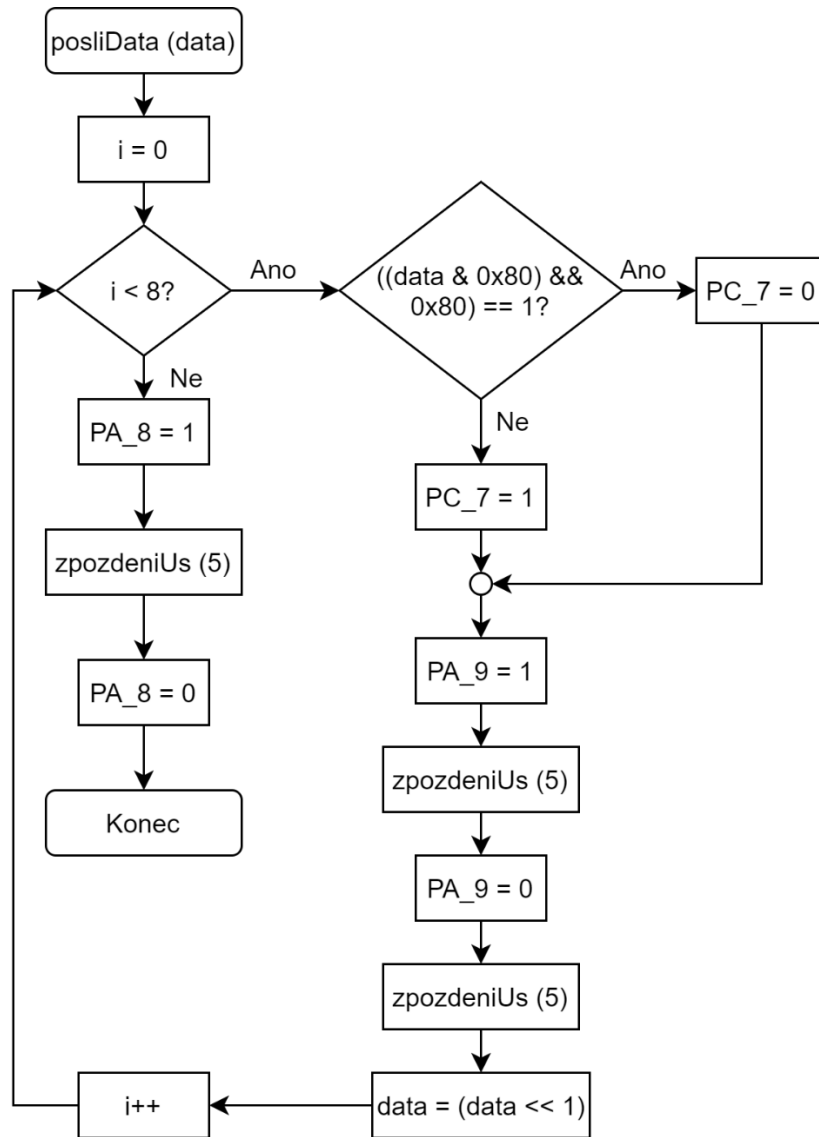 posliData (data)
i = 0
i < 8?
Ano
((data & 0x80) &&
0x80) == 1?
Ano
PC_7 = 0
Ne
PA_8 = 1
Ne
PC_7 = 1
zpozdeniUs (5)
PA_9 = 1
PA_8 = 0
zpozdeniUs (5)
Konec
PA_9 = 0
zpozdeniUs (5)
i++
data = (data << 1)